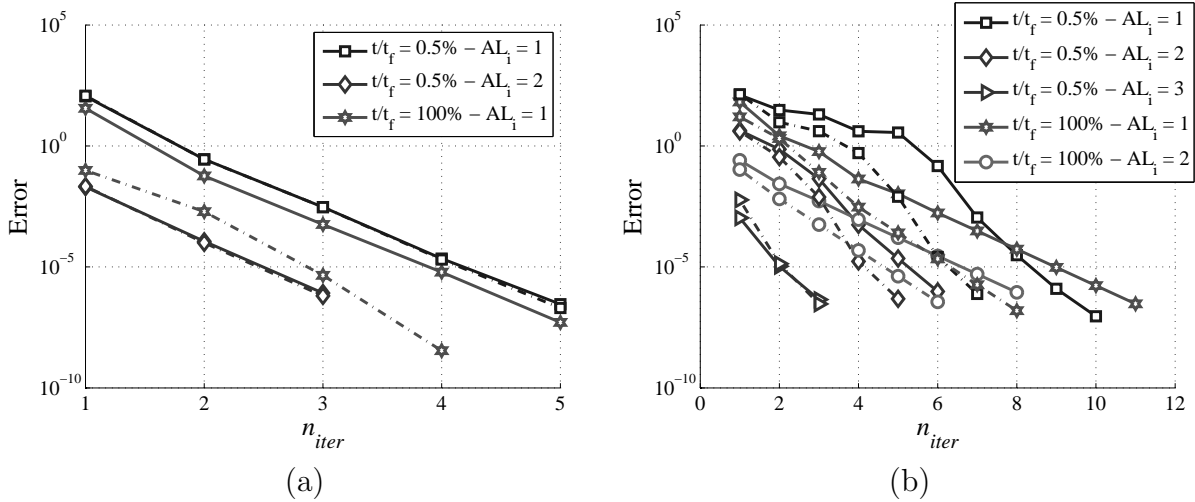 10^5
10^0
10^-5
10^-10
Error
1 2 3 4 5
n_iter
t/t_f = 0.5% − AL_i = 1
t/t_f = 0.5% − AL_i = 2
t/t_f = 100% − AL_i = 1
(a)
10^5
10^0
10^-5
10^-10
Error
0 2 4 6 8 10 12
n_iter
t/t_f = 0.5% − AL_i = 1
t/t_f = 0.5% − AL_i = 2
t/t_f = 0.5% − AL_i = 3
t/t_f = 100% − AL_i = 1
t/t_f = 100% − AL_i = 2
(b)